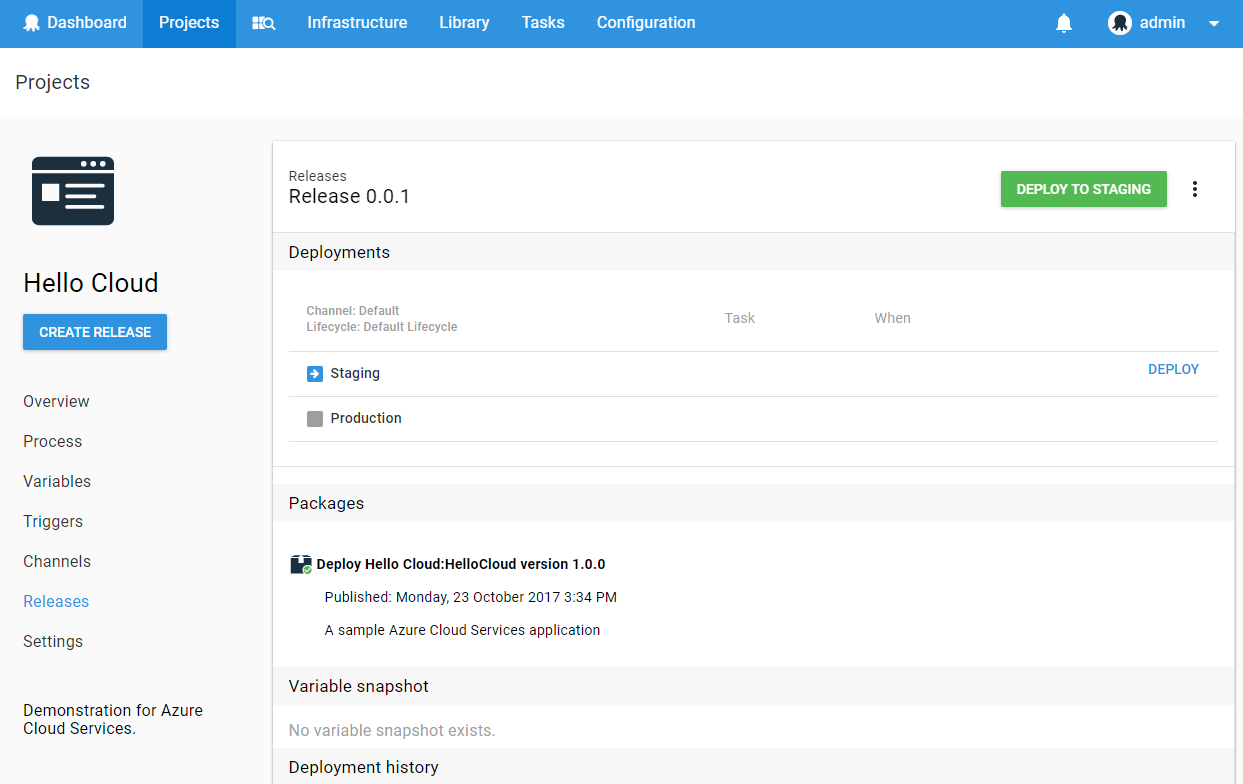 Dashboard Projects Infrastructure Library Tasks Configuration admin
Projects
Hello Cloud
CREATE RELEASE
Overview
Process
Variables
Triggers
Channels
Releases
Settings
Demonstration for Azure
Cloud Services.
Releases
Release 0.0.1
DEPLOY TO STAGING
Deployments
Channel: Default
Lifecycle: Default Lifecycle
Task When
Staging DEPLOY
Production
Packages
Deploy Hello Cloud:HelloCloud version 1.0.0
Published: Monday, 23 October 2017 3:34 PM
A sample Azure Cloud Services application
Variable snapshot
No variable snapshot exists.
Deployment history